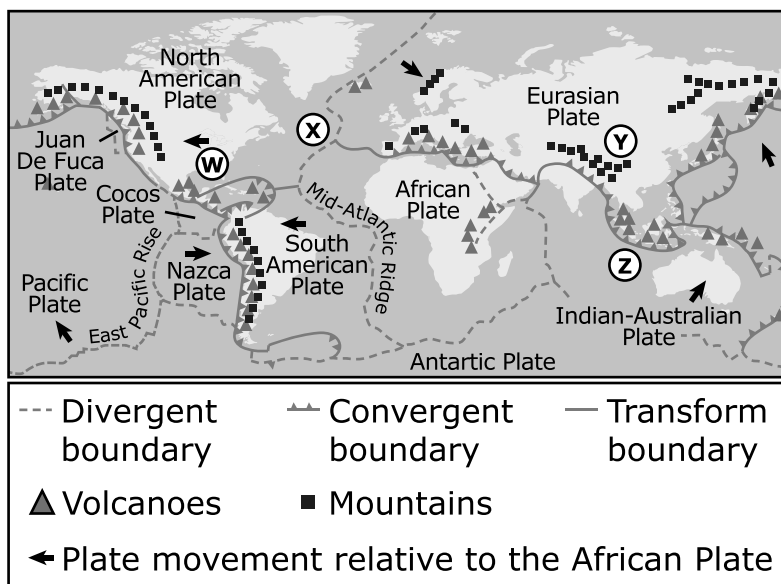 North
American
Plate
X
Eurasian
Plate
Y
Juan
De Fuca
Plate
W
Cocos
Plate
African
Plate
Mid-Atlantic Ridge
South
American
Plate
Nazca
Plate
Z
Pacific
Plate
East Pacific Rise
Indian-Australian
Plate
Antartic Plate
Divergent
boundary
Convergent
boundary
Transform
boundary
Volcanoes
Mountains
Plate movement relative to the African Plate